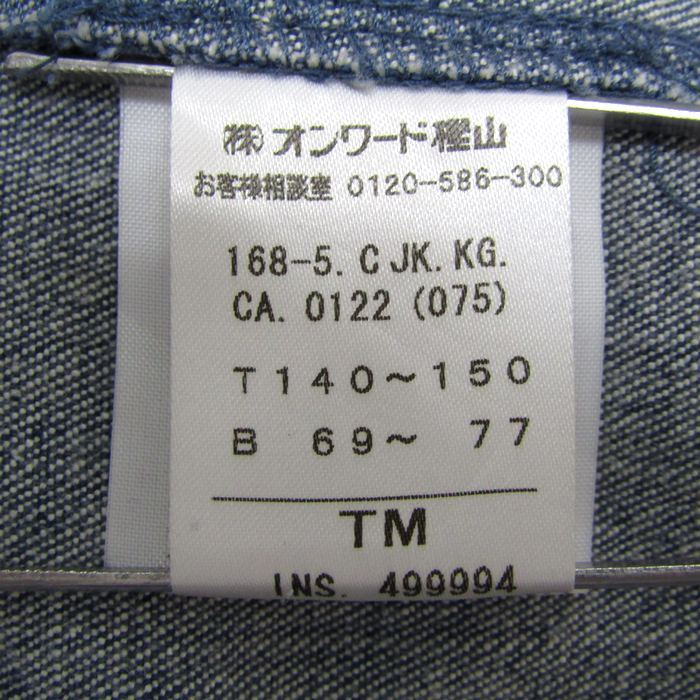 ㈱オンワード樫山
お客様相談室 0120-586-300
168-5. CJK. KG.
CA. 0122 (075)
T 140～150
B 69～ 77
TM
INS. 499994